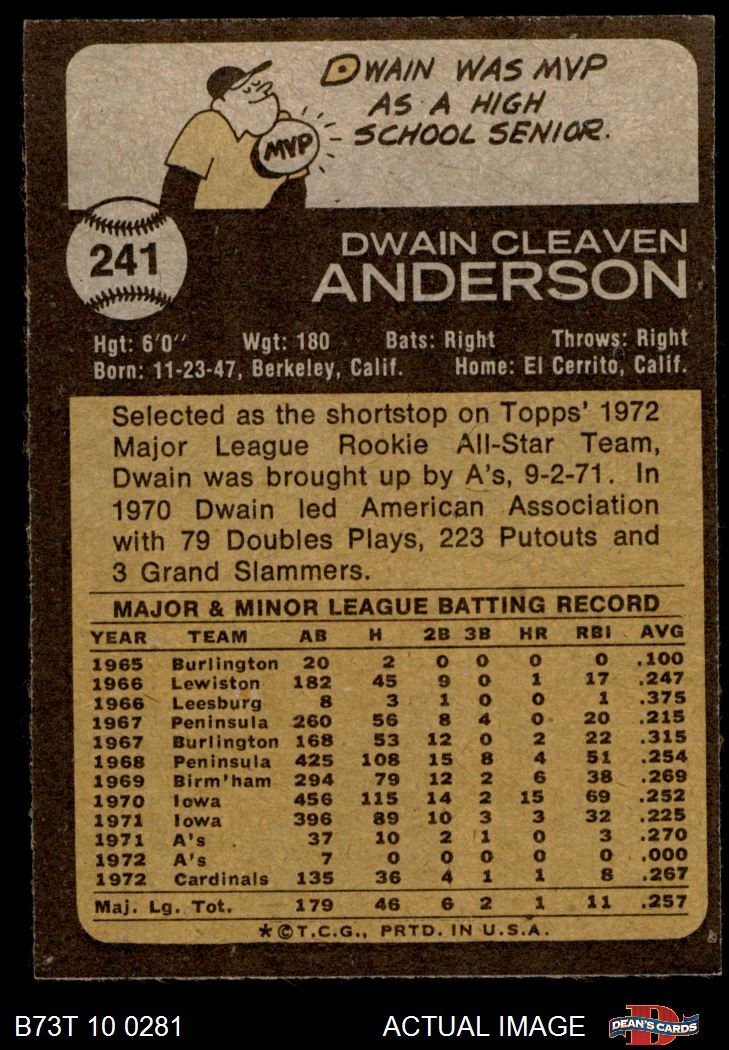 DWAIN WAS MVP
AS A HIGH
SCHOOL SENIOR.
MVP
241
DWAIN CLEAVEN
ANDERSON
Hgt: 6'0" Wgt: 180 Bats: Right Throws: Right
Born: 11-23-47, Berkeley, Calif. Home: El Cerrito, Calif.
Selected as the shortstop on Topps' 1972
Major League Rookie All-Star Team,
Dwain was brought up by A's, 9-2-71. In
1970 Dwain led American Association
with 79 Doubles Plays, 223 Putouts and
3 Grand Slammers.
MAJOR & MINOR LEAGUE BATTING RECORD
YEAR TEAM AB H 2B 3B HR RBI AVG
1965 Burlington 20 2 0 0 0 0 .100
1966 Lewiston 182 45 9 0 1 17 .247
1966 Leesburg 8 3 1 0 0 1 .375
1967 Peninsula 260 56 8 4 0 20 .215
1967 Burlington 168 53 12 0 2 22 .315
1968 Peninsula 425 108 15 8 4 51 .254
1969 Birm'ham 294 79 12 2 6 38 .269
1970 Iowa 456 115 14 2 15 69 .252
1971 Iowa 396 89 10 3 3 32 .225
1971 A's 37 10 2 1 0 3 .270
1972 A's 7 0 0 0 0 0 .000
1972 Cardinals 135 36 4 1 1 8 .267
Maj. Lg. Tot. 179 46 6 2 1 11 .257
*©T.C.G., PRTD. IN U.S.A.
B73T 10 0281 ACTUAL IMAGE D DEAN'S CARDS